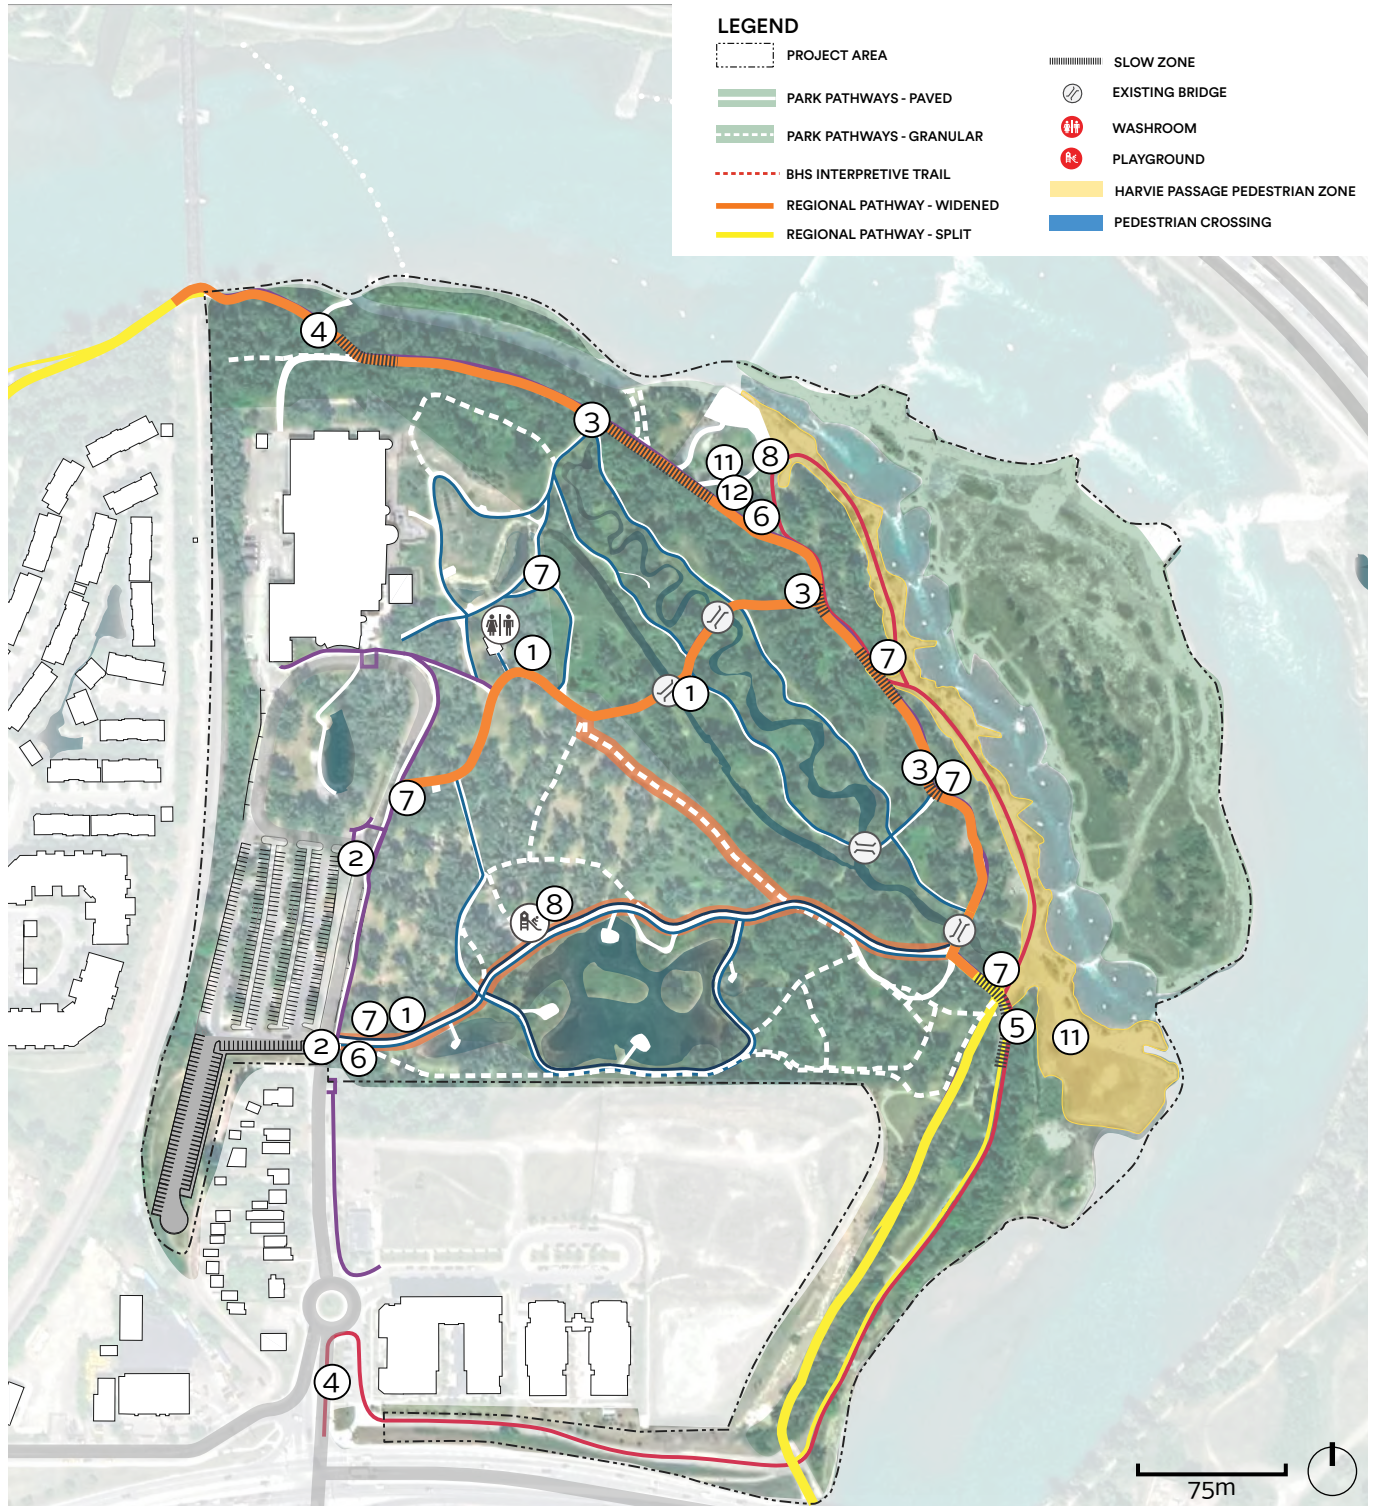 LEGEND
PROJECT AREA
PARK PATHWAYS - PAVED
PARK PATHWAYS - GRANULAR
BHS INTERPRETIVE TRAIL
REGIONAL PATHWAY - WIDENED
REGIONAL PATHWAY - SPLIT
SLOW ZONE
EXISTING BRIDGE
WASHROOM
PLAYGROUND
HARVIE PASSAGE PEDESTRIAN ZONE
PEDESTRIAN CROSSING
4
3
11
8
12
6
7
3
1
7
1
3
7
7
2
8
7
7
1
5
11
2
6
4
75m